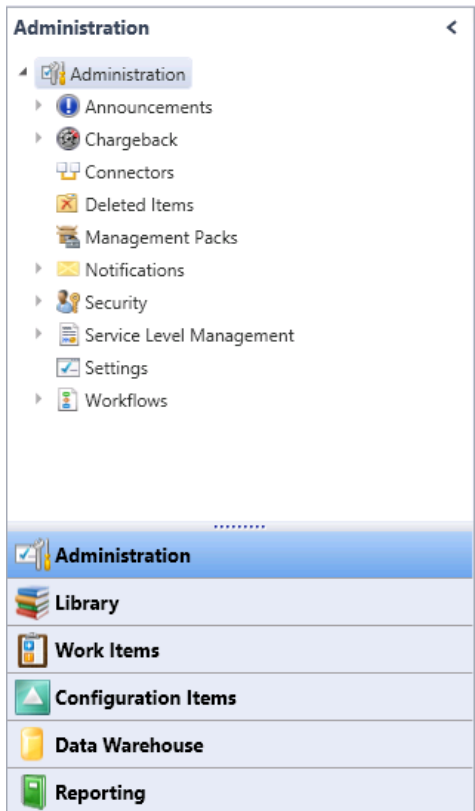 Administration
Administration
Announcements
Chargeback
Connectors
Deleted Items
Management Packs
Notifications
Security
Service Level Management
Settings
Workflows
Administration
Library
Work Items
Configuration Items
Data Warehouse
Reporting